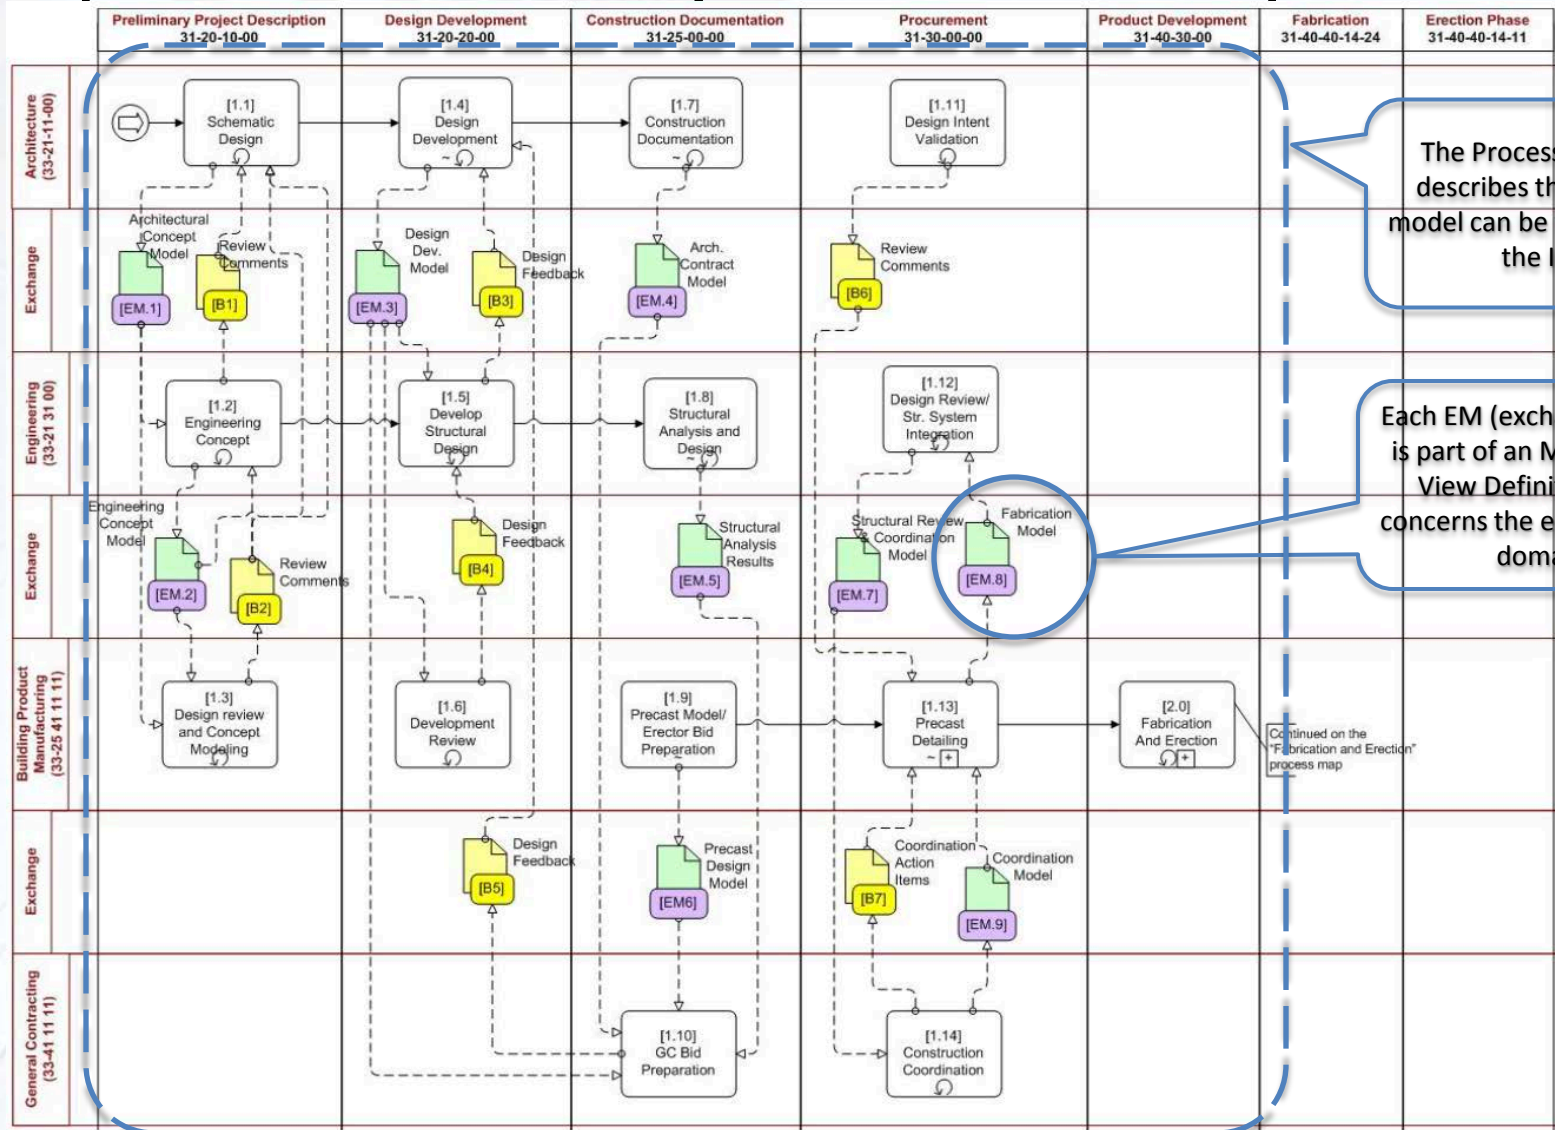 Preliminary Project Description
31-20-10-00
Design Development
31-20-20-00
Construction Documentation
31-25-00-00
Procurement
31-30-00-00
Product Development
31-40-30-00
Fabrication
31-40-40-14-24
Erection Phase
31-40-40-14-11
Architecture
(33-21-11-00)
[1.1]
Schematic
Design
[1.4]
Design
Development
~
[1.7]
Construction
Documentation
~
[1.11]
Design Intent
Validation
The Process
describes th
model can be
the I
Exchange
Architectural
Concept
Model
[EM.1]
Review
Comments
[B1]
Design
Dev.
Model
[EM.3]
Design
Feedback
[B3]
Arch.
Contract
Model
[EM.4]
Review
Comments
[B6]
Engineering
(33-21 31 00)
[1.2]
Engineering
Concept
[1.5]
Develop
Structural
Design
[1.8]
Structural
Analysis and
Design
~
[1.12]
Design Review/
Str. System
Integration
Each EM (exch
is part of an M
View Defini
concerns the e
doma
Exchange
Engineering
Concept
Model
[EM.2]
Review
Comments
[B2]
Design
Feedback
[B4]
Structural
Analysis
Results
[EM.5]
Structural Review
& Coordination
Model
[EM.7]
Fabrication
Model
[EM.8]
Building Product
Manufacturing
(33-25 41 11 11)
[1.3]
Design review
and Concept
Modeling
[1.6]
Development
Review
[1.9]
Precast Model/
Erector Bid
Preparation
~
[1.13]
Precast
Detailing
~ +
[2.0]
Fabrication
And Erection
+
Continued on the
"Fabrication and Erection"
process map
Exchange
Design
Feedback
[B5]
Precast
Design
Model
[EM6]
Coordination
Action
Items
[B7]
Coordination
Model
[EM.9]
General Contracting
(33-41 11 11)
[1.10]
GC Bid
Preparation
[1.14]
Construction
Coordination